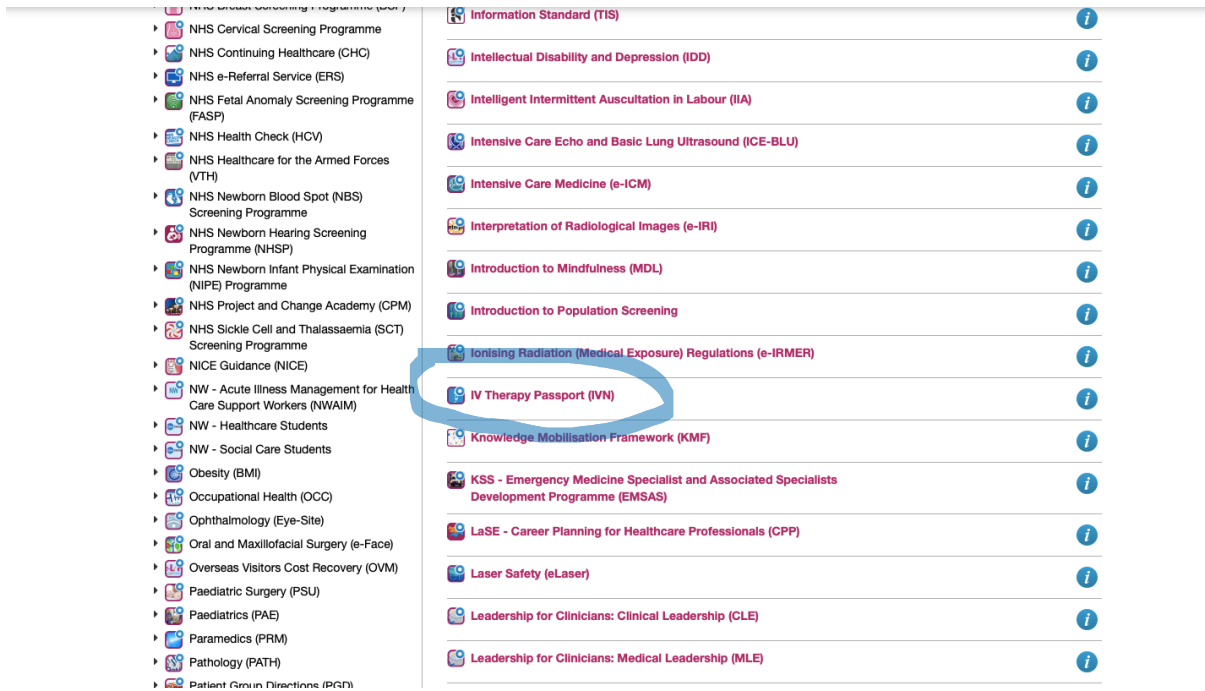 NHS Breast Screening Programme (BSP)
NHS Cervical Screening Programme
NHS Continuing Healthcare (CHC)
NHS e-Referral Service (ERS)
NHS Fetal Anomaly Screening Programme
(FASP)
NHS Health Check (HCV)
NHS Healthcare for the Armed Forces
(VTH)
NHS Newborn Blood Spot (NBS)
Screening Programme
NHS Newborn Hearing Screening
Programme (NHSP)
NHS Newborn Infant Physical Examination
(NIPE) Programme
NHS Project and Change Academy (CPM)
NHS Sickle Cell and Thalassaemia (SCT)
Screening Programme
NICE Guidance (NICE)
NW - Acute Illness Management for Health
Care Support Workers (NWAIM)
NW - Healthcare Students
NW - Social Care Students
Obesity (BMI)
Occupational Health (OCC)
Ophthalmology (Eye-Site)
Oral and Maxillofacial Surgery (e-Face)
Overseas Visitors Cost Recovery (OVM)
Paediatric Surgery (PSU)
Paediatrics (PAE)
Paramedics (PRM)
Pathology (PATH)
Patient Group Directions (PGD)
Information Standard (TIS)
Intellectual Disability and Depression (IDD)
Intelligent Intermittent Auscultation in Labour (IIA)
Intensive Care Echo and Basic Lung Ultrasound (ICE-BLU)
Intensive Care Medicine (e-ICM)
Interpretation of Radiological Images (e-IRI)
Introduction to Mindfulness (MDL)
Introduction to Population Screening
Ionising Radiation (Medical Exposure) Regulations (e-IRMER)
IV Therapy Passport (IVN)
Knowledge Mobilisation Framework (KMF)
KSS - Emergency Medicine Specialist and Associated Specialists
Development Programme (EMSAS)
LaSE - Career Planning for Healthcare Professionals (CPP)
Laser Safety (eLaser)
Leadership for Clinicians: Clinical Leadership (CLE)
Leadership for Clinicians: Medical Leadership (MLE)